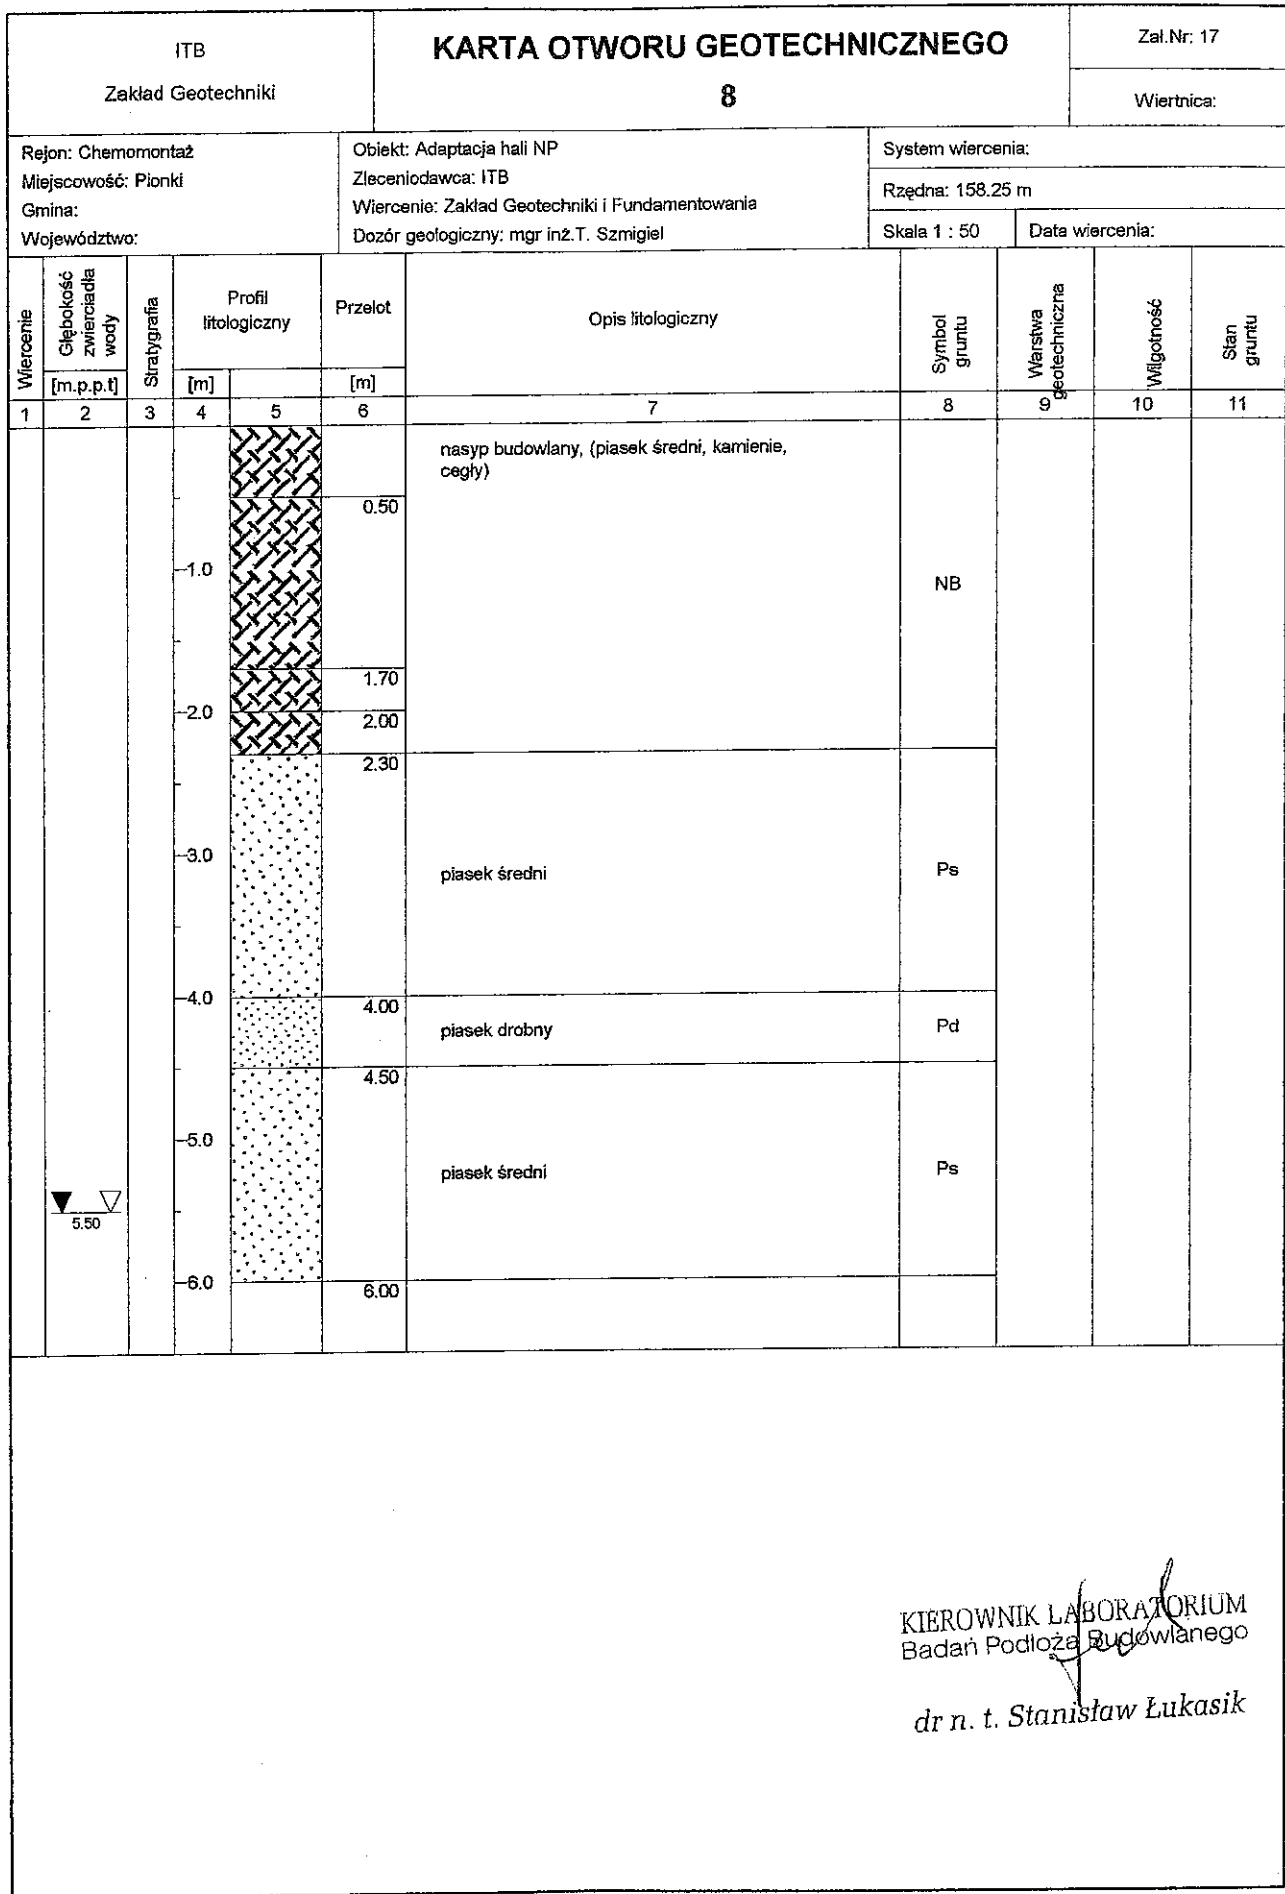 ITB
Zakład Geotechniki
KARTA OTWORU GEOTECHNICZNEGO
8
Zał.Nr: 17
Wiertnica:
Rejon: Chemomontaż
Miejscowość: Pionki
Gmina:
Województwo:
Obiekt: Adaptacja hali NP
Zleceniodawca: ITB
Wiercenie: Zakład Geotechniki i Fundamentowania
Dozór geologiczny: mgr inż.T. Szmigiel
System wiercenia:
Rzędna: 158.25 m
Skala 1 : 50
Data wiercenia:
Wiercenie
Głębokość
zwierciadła
wody
[m.p.p.t]
Stratygrafia
Profil
litologiczny
[m]
Przelot
[m]
Opis litologiczny
Symbol
gruntu
Warstwa
geotechniczna
Wilgotność
Stan
gruntu
1 2 3 4 5 6 7 8 9 10 11
nasyp budowlany, (piasek średni, kamienie,
cegły)
0.50
1.0
NB
1.70
2.0
2.00
2.30
3.0
piasek średni
Ps
4.0
4.00
piasek drobny
Pd
4.50
5.0
piasek średni
Ps
5.50
6.0
6.00
KIEROWNIK LABORATORIUM
Badań Podłoża Budowlanego
dr n. t. Stanisław Łukasik